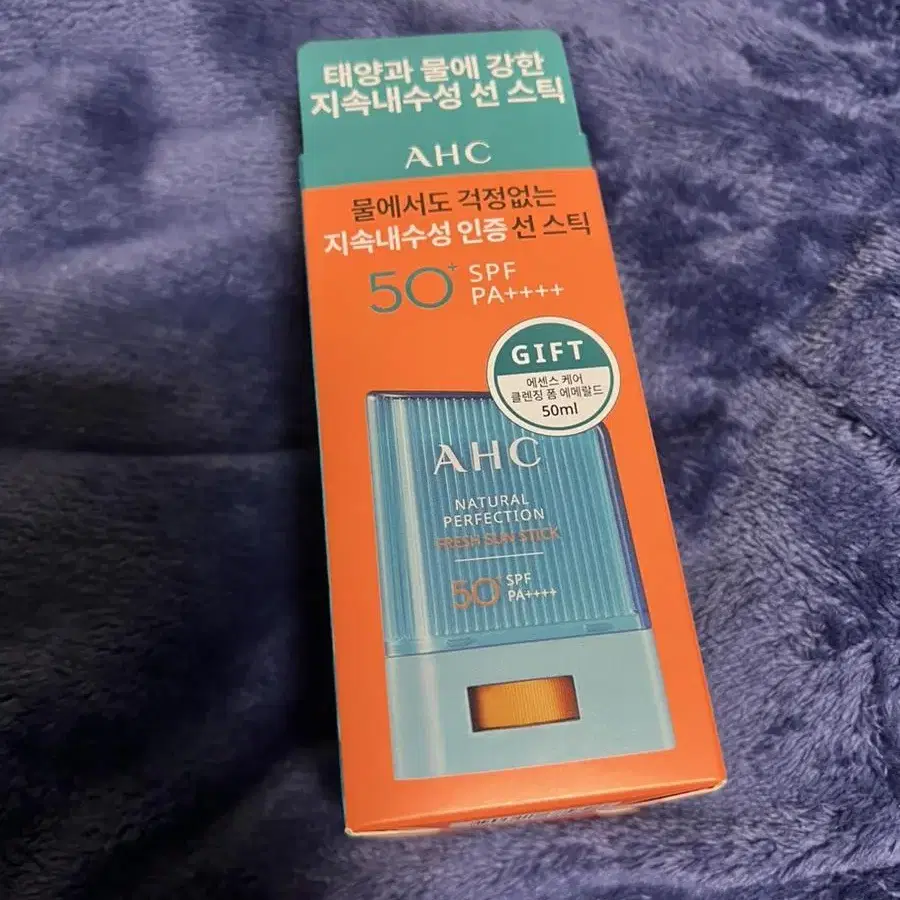 태양과 물에 강한
지속내수성 선 스틱
AHC
물에서도 걱정없는
지속내수성 인증 선 스틱
50+ SPF
PA++++
GIFT
에센스 케어
클렌징 폼 에메랄드
50ml
AHC
NATURAL
PERFECTION
FRESH SUN STICK
50+ SPF
PA++++